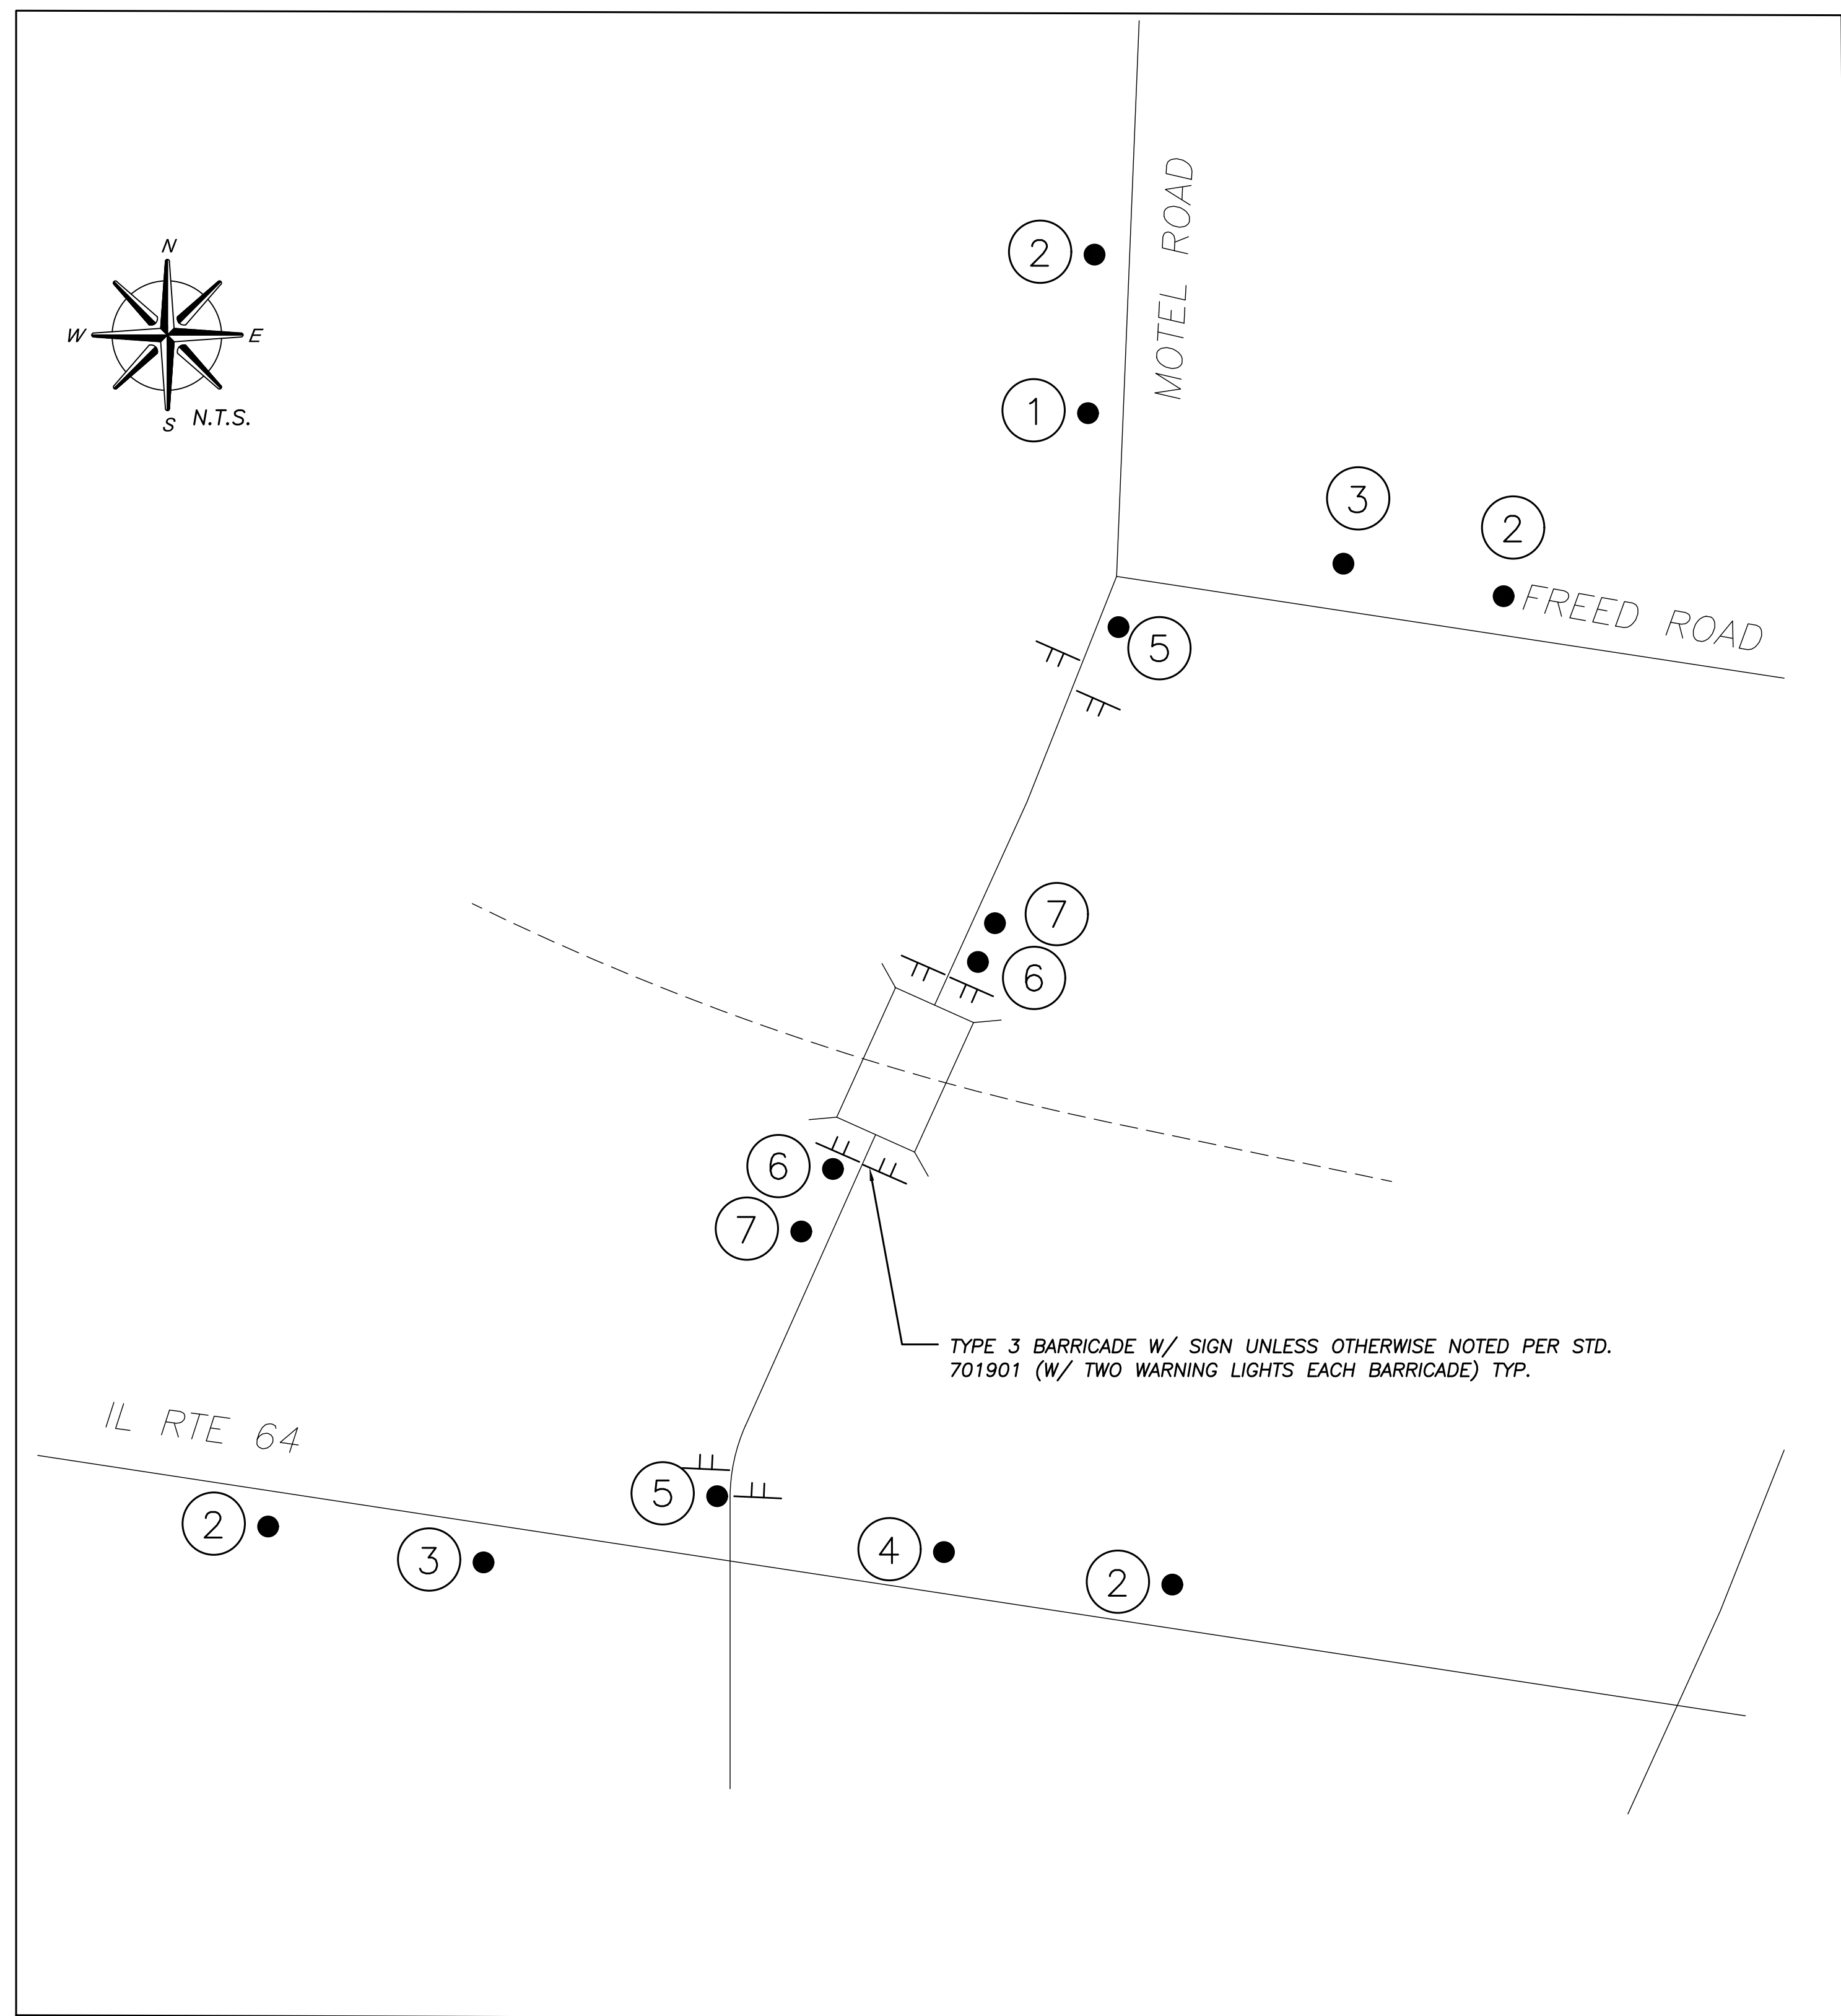 N
W E
S N.T.S.
MOTEL ROAD
2
1
3
2
FREED ROAD
5
7
6
6
7
TYPE 3 BARRICADE W/ SIGN UNLESS OTHERWISE NOTED PER STD.
701901 (W/ TWO WARNING LIGHTS EACH BARRICADE) TYP.
IL RTE 64
5
2
3
4
2